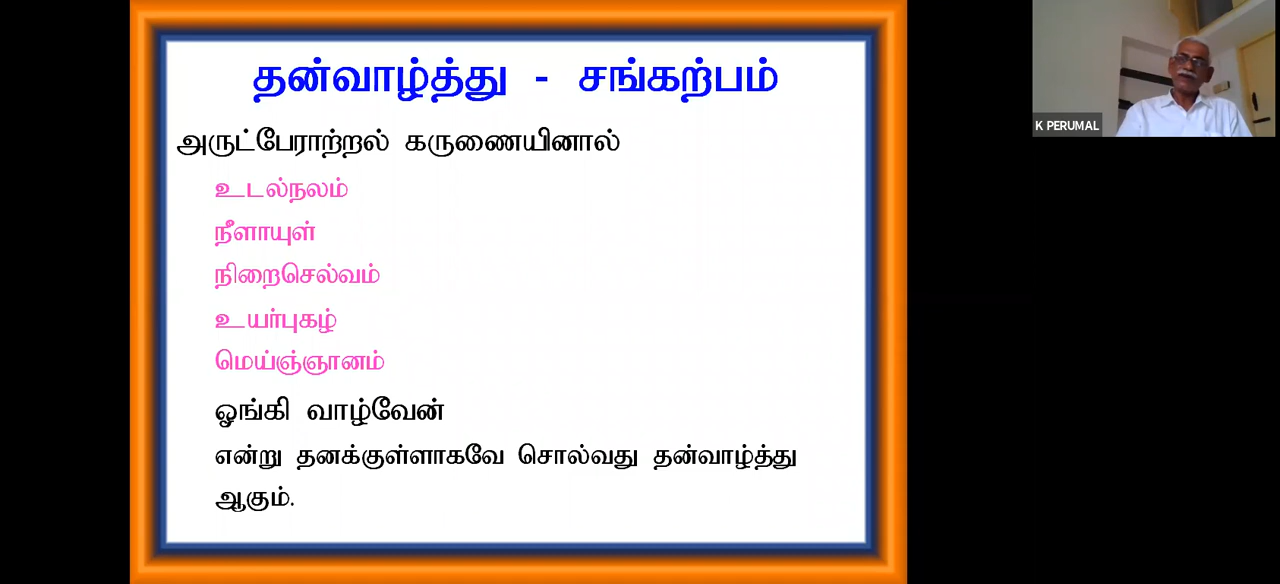 தன்வாழ்த்து - சங்கற்பம்
அருட்பேராற்றல் கருணையினால்
உடல்நலம்
நீளாயுள்
நிறைசெல்வம்
உயர்புகழ்
மெய்ஞ்ஞானம்
ஓங்கி வாழ்வேன்
என்று தனக்குள்ளாகவே சொல்வது தன்வாழ்த்து
ஆகும்.
K PERUMAL